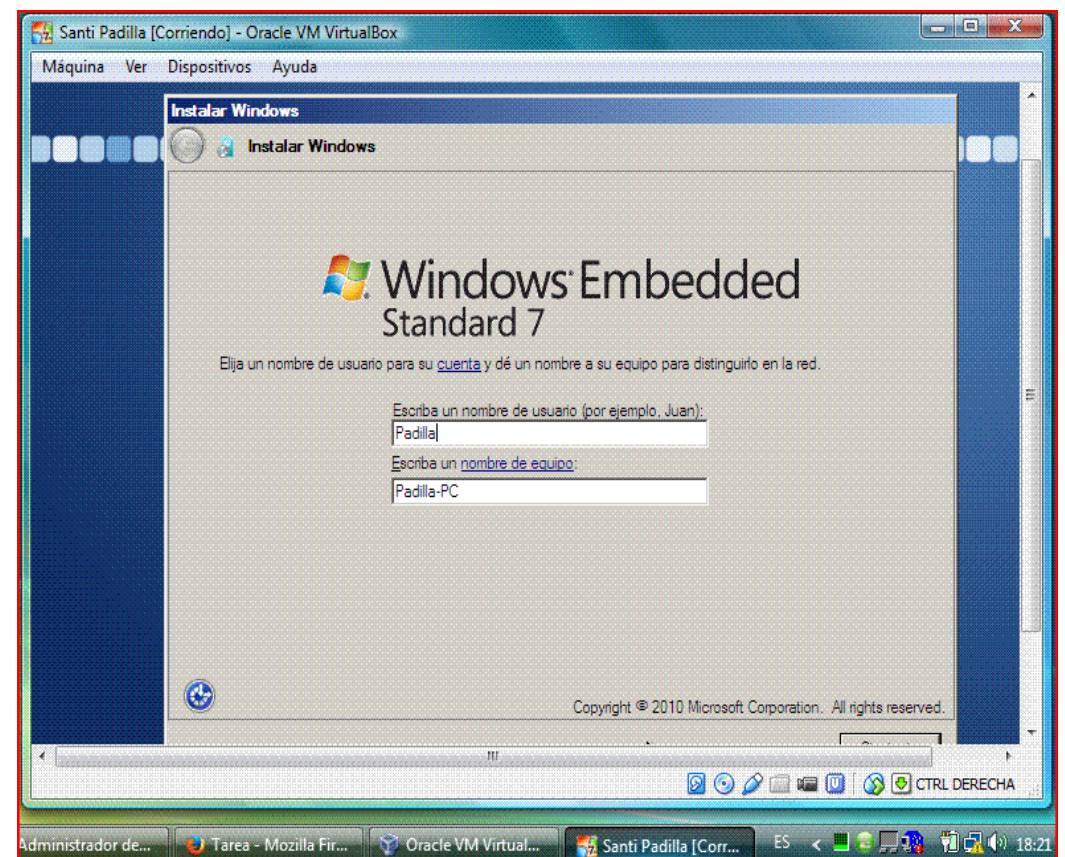 Santi Padilla [Corriendo] - Oracle VM VirtualBox
Máquina Ver Dispositivos Ayuda
Instalar Windows
Instalar Windows
Windows Embedded
Standard 7
Elija un nombre de usuario para su cuenta y dé un nombre a su equipo para distinguirlo en la red.
Escriba un nombre de usuario (por ejemplo, Juan):
Padilla
Escriba un nombre de equipo:
Padilla-PC
Copyright © 2010 Microsoft Corporation. All rights reserved.
CTRL DERECHA
Administrador de... Tarea - Mozilla Fir... Oracle VM Virtual... Santi Padilla [Corr... ES < 18:21